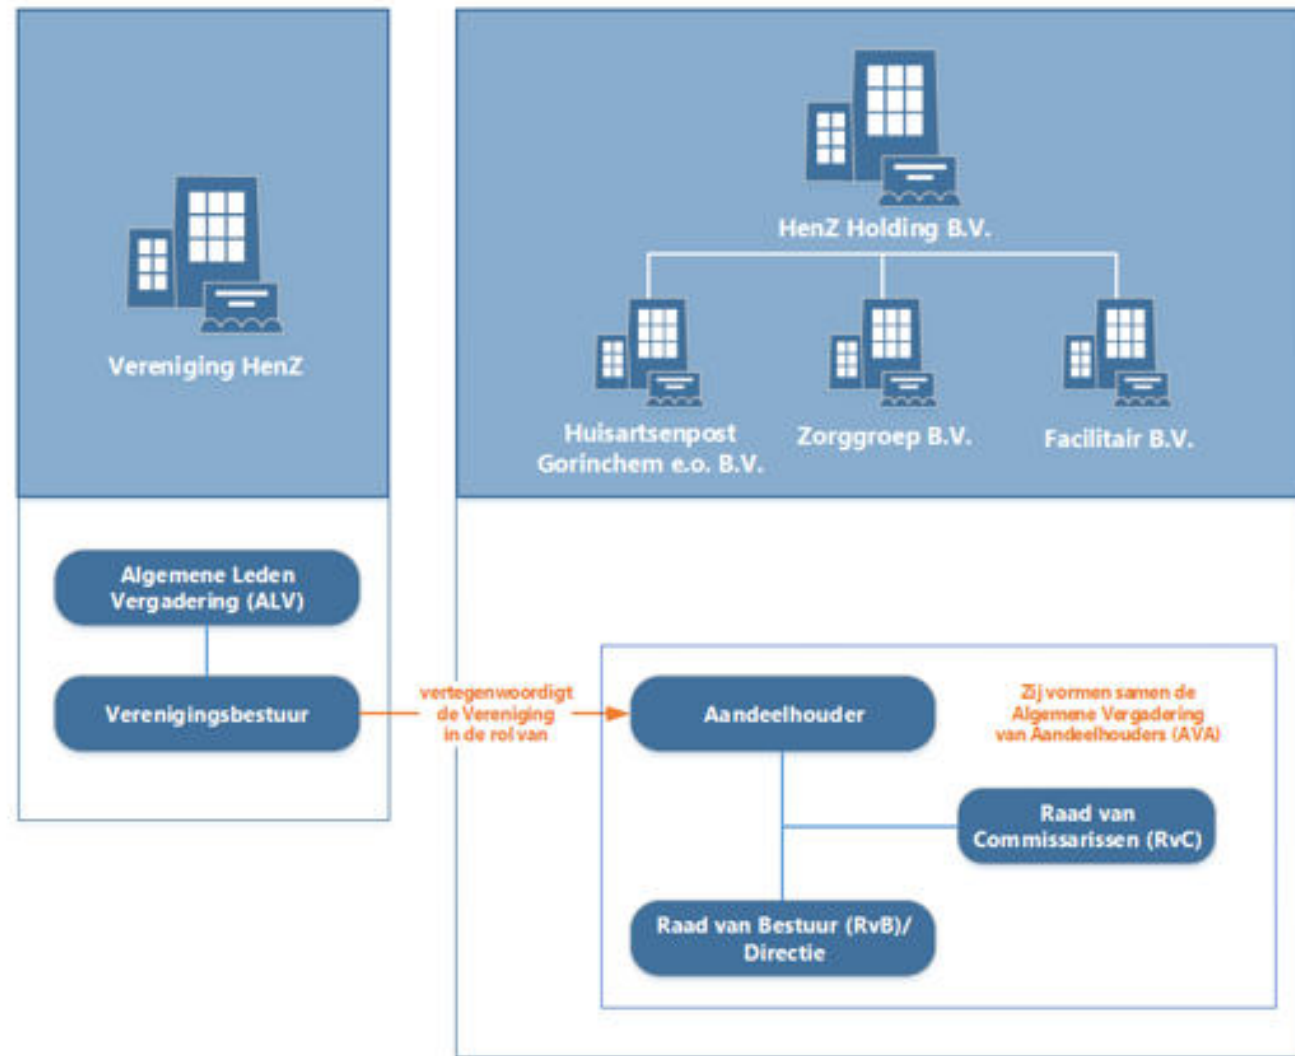 Vereniging HenZ
Algemene Leden
Vergadering (ALV)
Verenigingsbestuur
vertegenwoordigt
de Vereniging
in de rol van
HenZ Holding B.V.
Huisartsenpost
Gorinchem e.o. B.V.
Zorggroep B.V.
Facilitair B.V.
Aandeelhouder
Zij vormen samen de
Algemene Vergadering
van Aandeelhouders (AVA)
Raad van
Commissarissen (RvC)
Raad van Bestuur (RvB)/
Directie